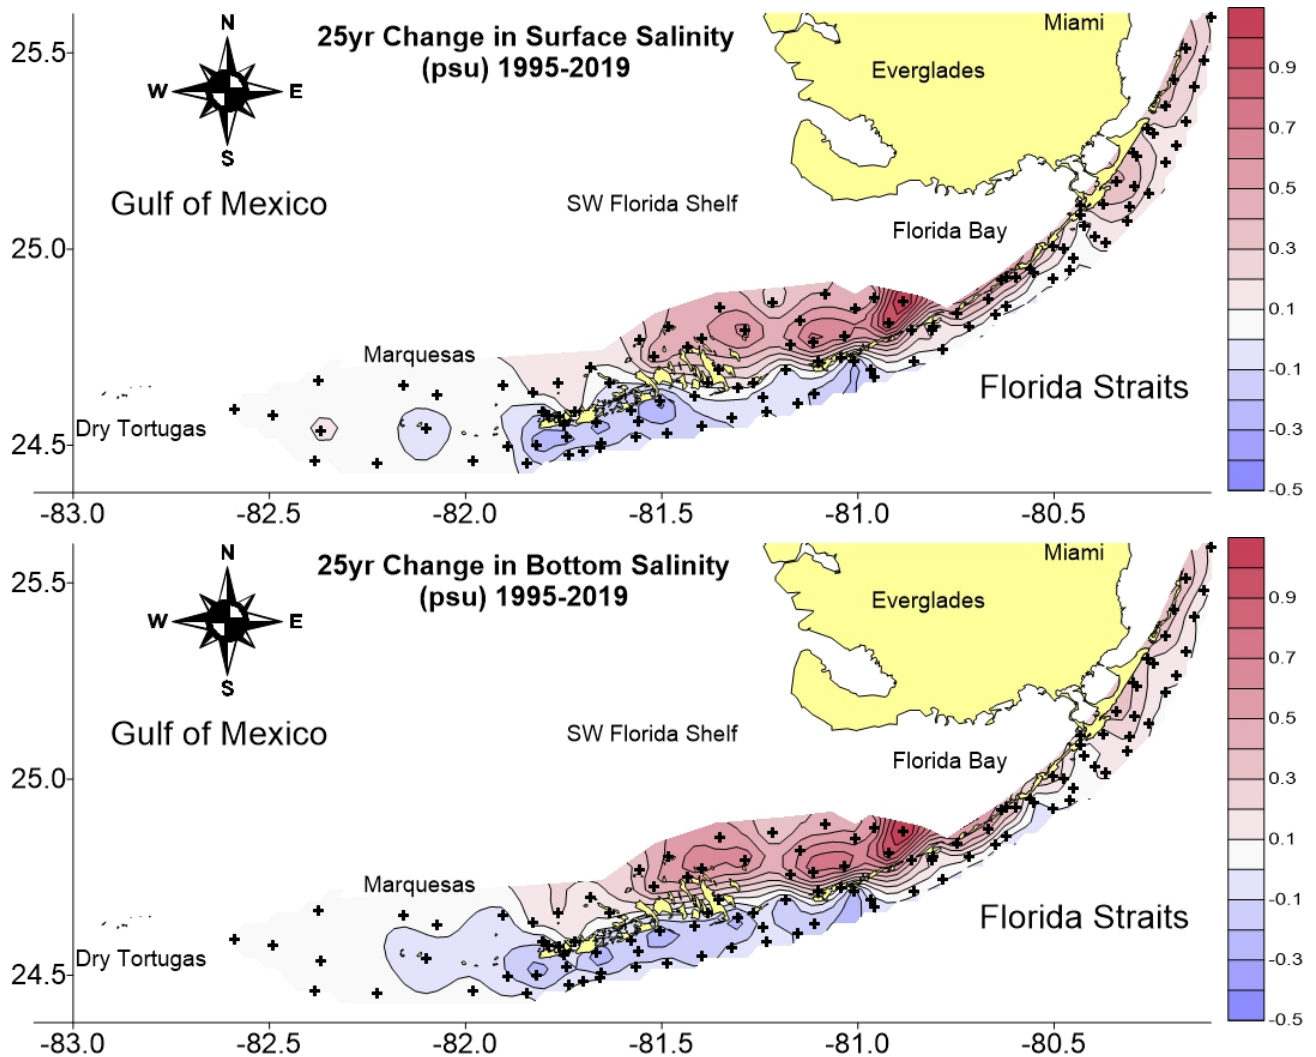 25yr Change in Surface Salinity
(psu) 1995-2019
N
W E
S
Miami
Everglades
Gulf of Mexico
SW Florida Shelf
Florida Bay
Marquesas
Florida Straits
Dry Tortugas
25.5
25.0
24.5
-83.0 -82.5 -82.0 -81.5 -81.0 -80.5
0.9
0.7
0.5
0.3
0.1
-0.1
-0.3
-0.5
25yr Change in Bottom Salinity
(psu) 1995-2019
N
W E
S
Miami
Everglades
Gulf of Mexico
SW Florida Shelf
Florida Bay
Marquesas
Florida Straits
Dry Tortugas
25.5
25.0
24.5
-83.0 -82.5 -82.0 -81.5 -81.0 -80.5
0.9
0.7
0.5
0.3
0.1
-0.1
-0.3
-0.5